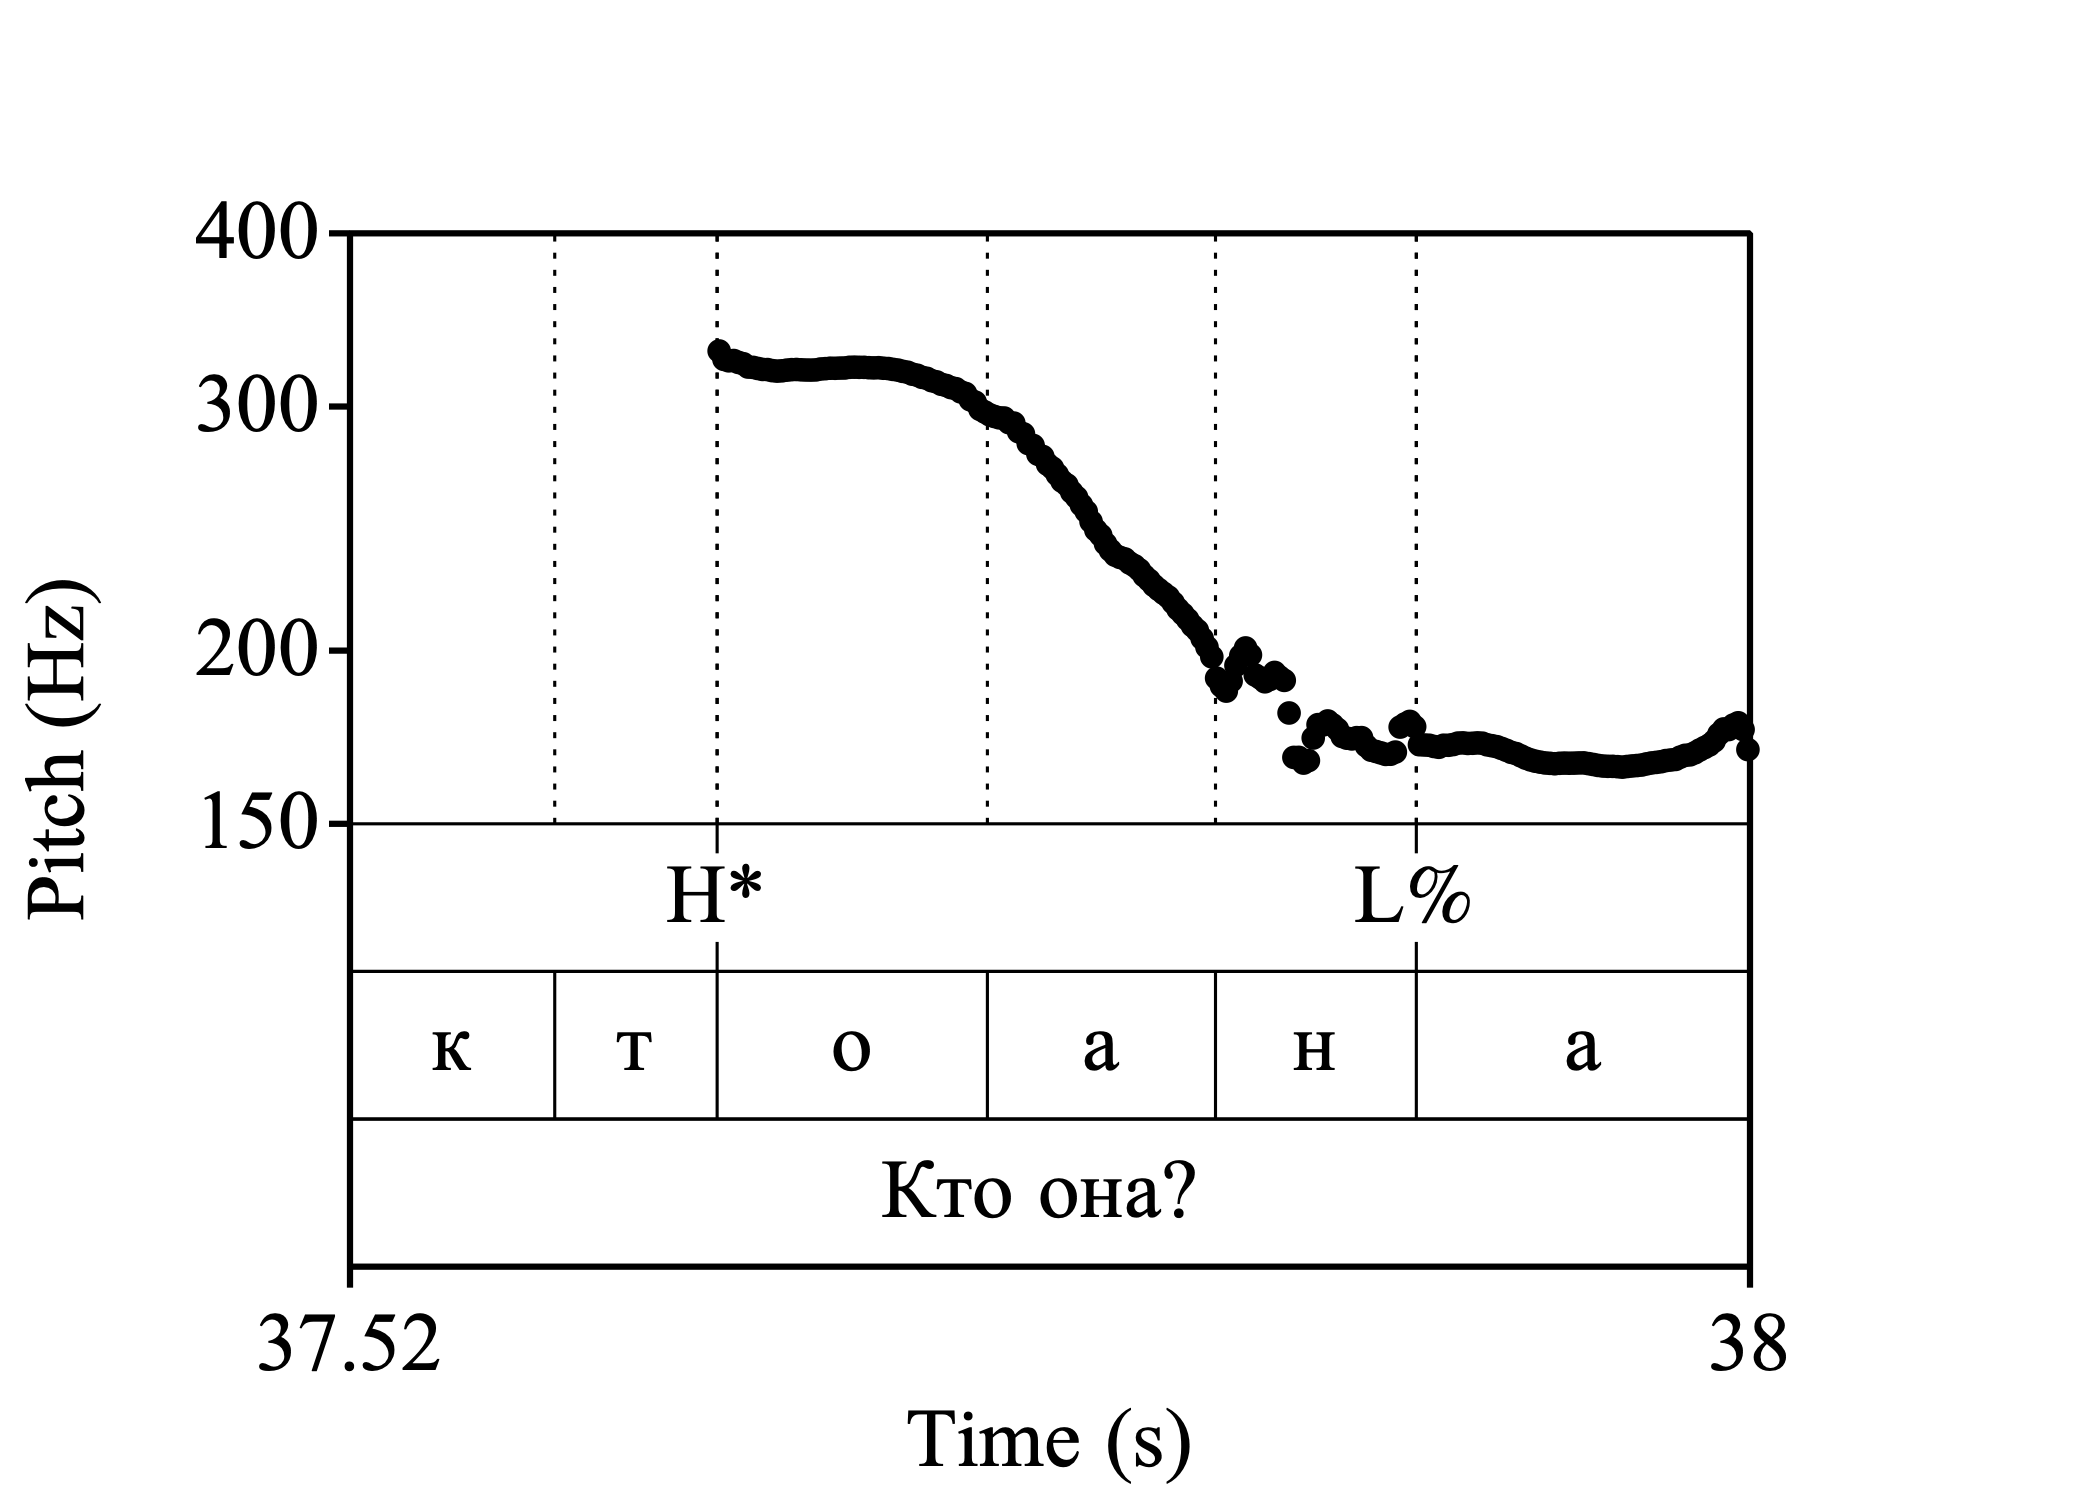 400
300
200
150
Pitch (Hz)
H* L%
к т о а н а
Кто она?
37.52 38
Time (s)